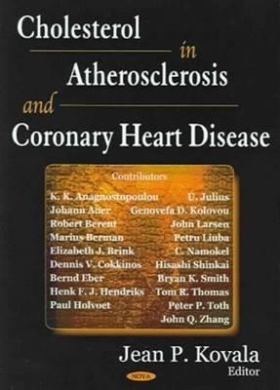 Cholesterol
in
Atherosclerosis
and
Coronary Heart Disease
Contributors
K. K. Anagnostpoulou
Johann Auer
Robert Berent
Marius Berman
Elizabeth J. Brink
Dennis V. Cokkinos
Bernd Eber
Henk F. J. Hendriks
Paul Holvoet
U. Julius
Genovefa D. Kolovou
John Larsen
Petru Liuba
C. Namokel
Hisashi Shinkai
Bryan K. Smith
Tom R. Thomas
Peter P. Toth
John Q. Zhang
Jean P. Kovala
Editor
NOVA